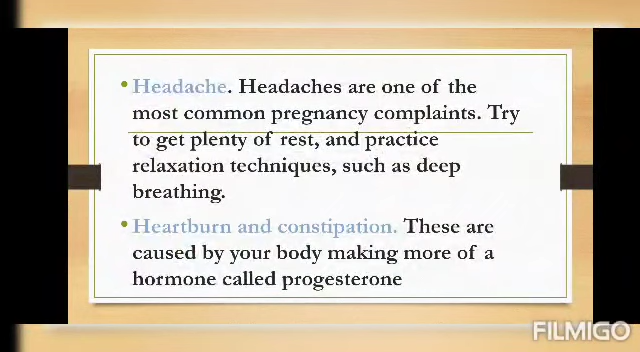 • Headache. Headaches are one of the
most common pregnancy complaints. Try
to get plenty of rest, and practice
relaxation techniques, such as deep
breathing.
• Heartburn and constipation. These are
caused by your body making more of a
hormone called progesterone
FILMIGO